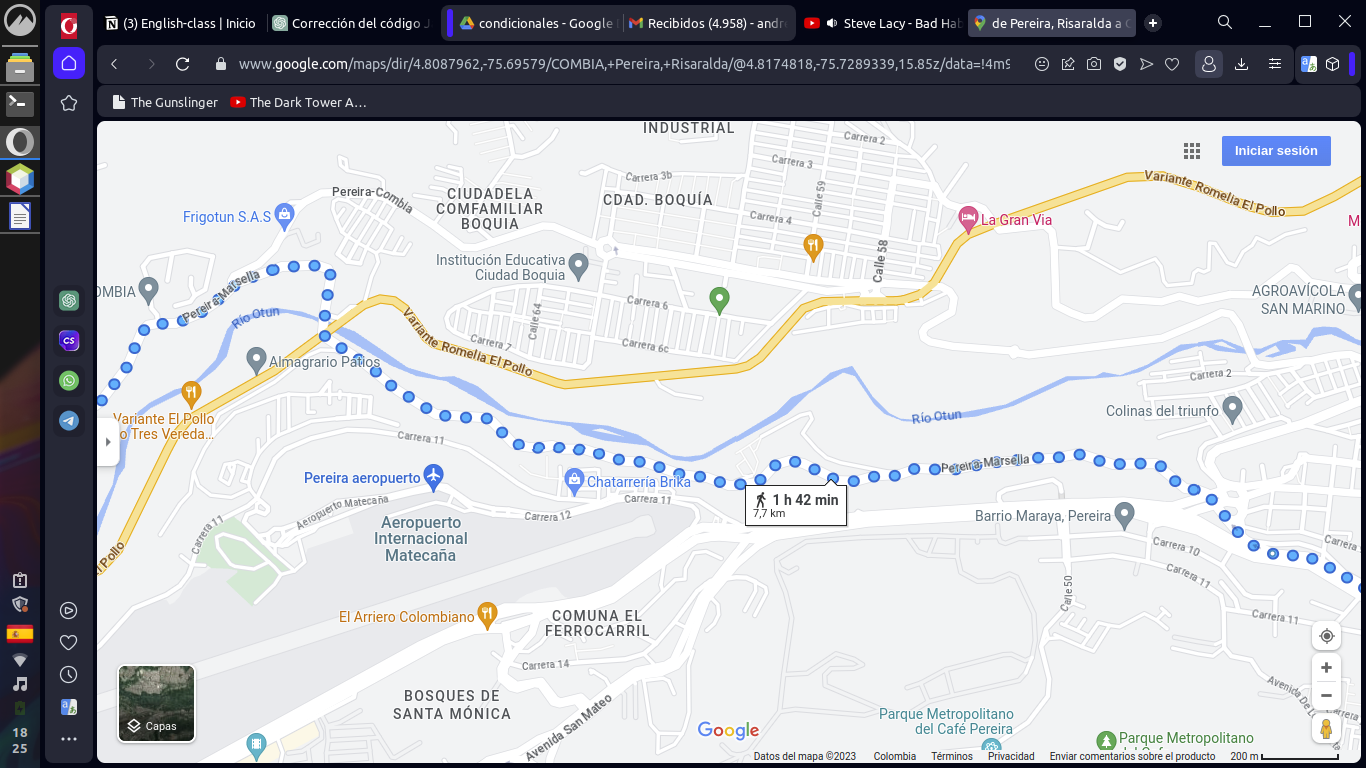 (3) English-class | Inicio
Corrección del código J
condicionales - Google
Recibidos (4.958) - andr
Steve Lacy - Bad Hab
de Pereira, Risaralda a C
www.google.com/maps/dir/4.8087962,-75.69579/COMBIA,+Pereira,+Risaralda/@4.8174818,-75.7289339,15.85z/data=!4m9
The Gunslinger
The Dark Tower A…
INDUSTRIAL
Iniciar sesión
Carrera 2
Carrera 3
Carrera 3b
Calle 59
Variante Romella El Pollo
Pereira-Combia
CIUDADELA
COMFAMILIAR
BOQUIA
CDAD. BOQUÍA
Carrera 4
Frigotun S.A.S
La Gran Via
M
Calle 58
Institución Educativa
Ciudad Boquia
OMBIA
Pereira-Marsella
AGROAVÍCOLA
SAN MARINO
Río Otun
Carrera 6
Calle 64
Variante Romella El Pollo
Carrera 7
Carrera 6c
Almagrario Patios
Carrera 2
Variante El Pollo
o Tres Vereda...
Río Otun
Colinas del triunfo
Carrera 11
Pereira-Marsella
Pereira aeropuerto
Chatarrería Brika
1 h 42 min
7,7 km
Aeropuerto Matecaña
Carrera 11
Carrera 12
Barrio Maraya, Pereira
Aeropuerto
Internacional
Matecaña
Carrera 11
Carrera 10
Carrera 9
El Pollo
Carrera 11
Calle 50
El Arriero Colombiano
COMUNA EL
FERROCARRIL
Carrera 11
Carrera 14
BOSQUES DE
SANTA MÓNICA
Avenida San Mateo
Capas
Google
Parque Metropolitano
del Café Pereira
Parque Metropolitano
18
25
Datos del mapa ©2023
Colombia
Términos
Privacidad
Enviar comentarios sobre el producto
200 m